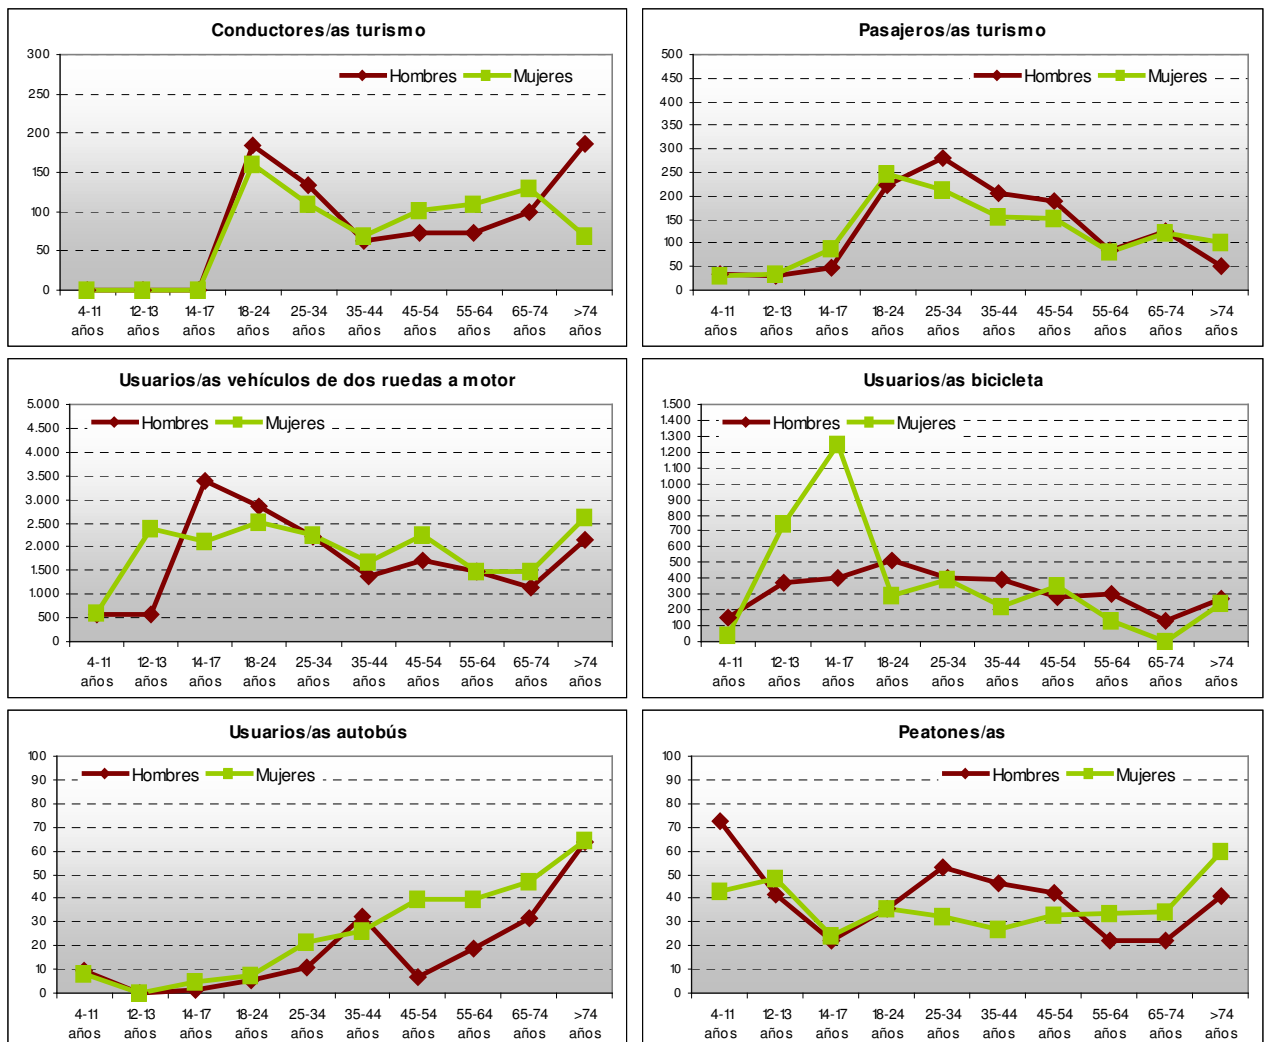 Conductores/as turismo
Hombres Mujeres
300
250
200
150
100
50
0
4-11 12-13 14-17 18-24 25-34 35-44 45-54 55-64 65-74 >74
años años años años años años años años años años
Pasajeros/as turismo
Hombres Mujeres
500
450
400
350
300
250
200
150
100
50
0
4-11 12-13 14-17 18-24 25-34 35-44 45-54 55-64 65-74 >74
años años años años años años años años años años
Usuarios/as vehículos de dos ruedas a motor
Hombres Mujeres
5.000
4.500
4.000
3.500
3.000
2.500
2.000
1.500
1.000
500
0
4-11 12-13 14-17 18-24 25-34 35-44 45-54 55-64 65-74 >74
años años años años años años años años años años
Usuarios/as bicicleta
Hombres Mujeres
1.500
1.400
1.300
1.200
1.100
1.000
900
800
700
600
500
400
300
200
100
0
4-11 12-13 14-17 18-24 25-34 35-44 45-54 55-64 65-74 >74
años años años años años años años años años años
Usuarios/as autobús
Hombres Mujeres
100
90
80
70
60
50
40
30
20
10
0
4-11 12-13 14-17 18-24 25-34 35-44 45-54 55-64 65-74 >74
años años años años años años años años años años
Peatones/as
Hombres Mujeres
100
90
80
70
60
50
40
30
20
10
0
4-11 12-13 14-17 18-24 25-34 35-44 45-54 55-64 65-74 >74
años años años años años años años años años años